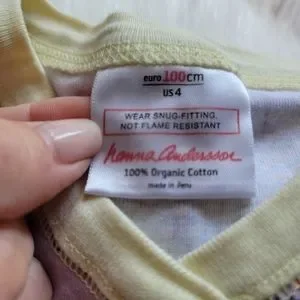 euro 100cm
US 4
WEAR SNUG-FITTING,
NOT FLAME RESISTANT
hanna Andersson
100% Organic Cotton
made in Peru